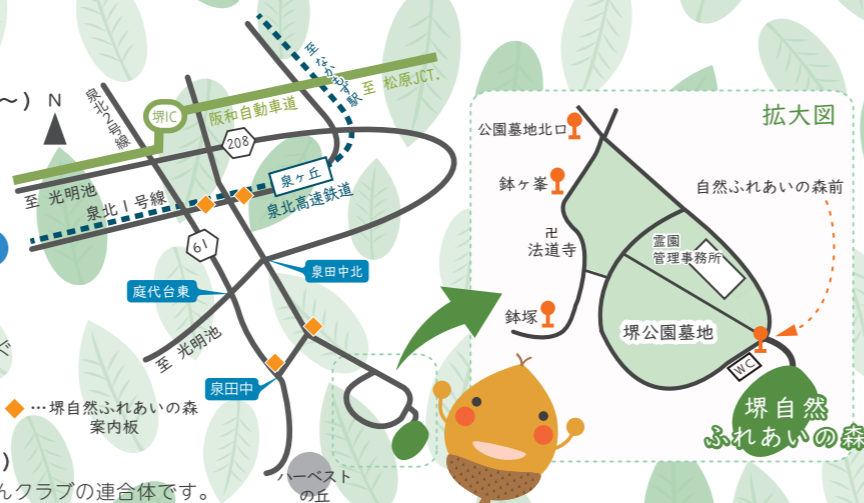 ～)
N
泉北2号線
堺IC
阪和自動車道
至 なかもず駅
至 松原JCT.
208
至 光明池
泉北1号線
泉ヶ丘
泉北高速鉄道
61
泉田中北
庭代台東
至 光明池
泉田中
…堺自然ふれあいの森
案内板
ハーベスト
の丘
)
んクラブの連合体です。
拡大図
公園墓地北口
鉢ヶ峯
自然ふれあいの森前
卍
法道寺
霊園
管理事務所
鉢塚
堺公園墓地
WC
堺自然
ふれあいの森